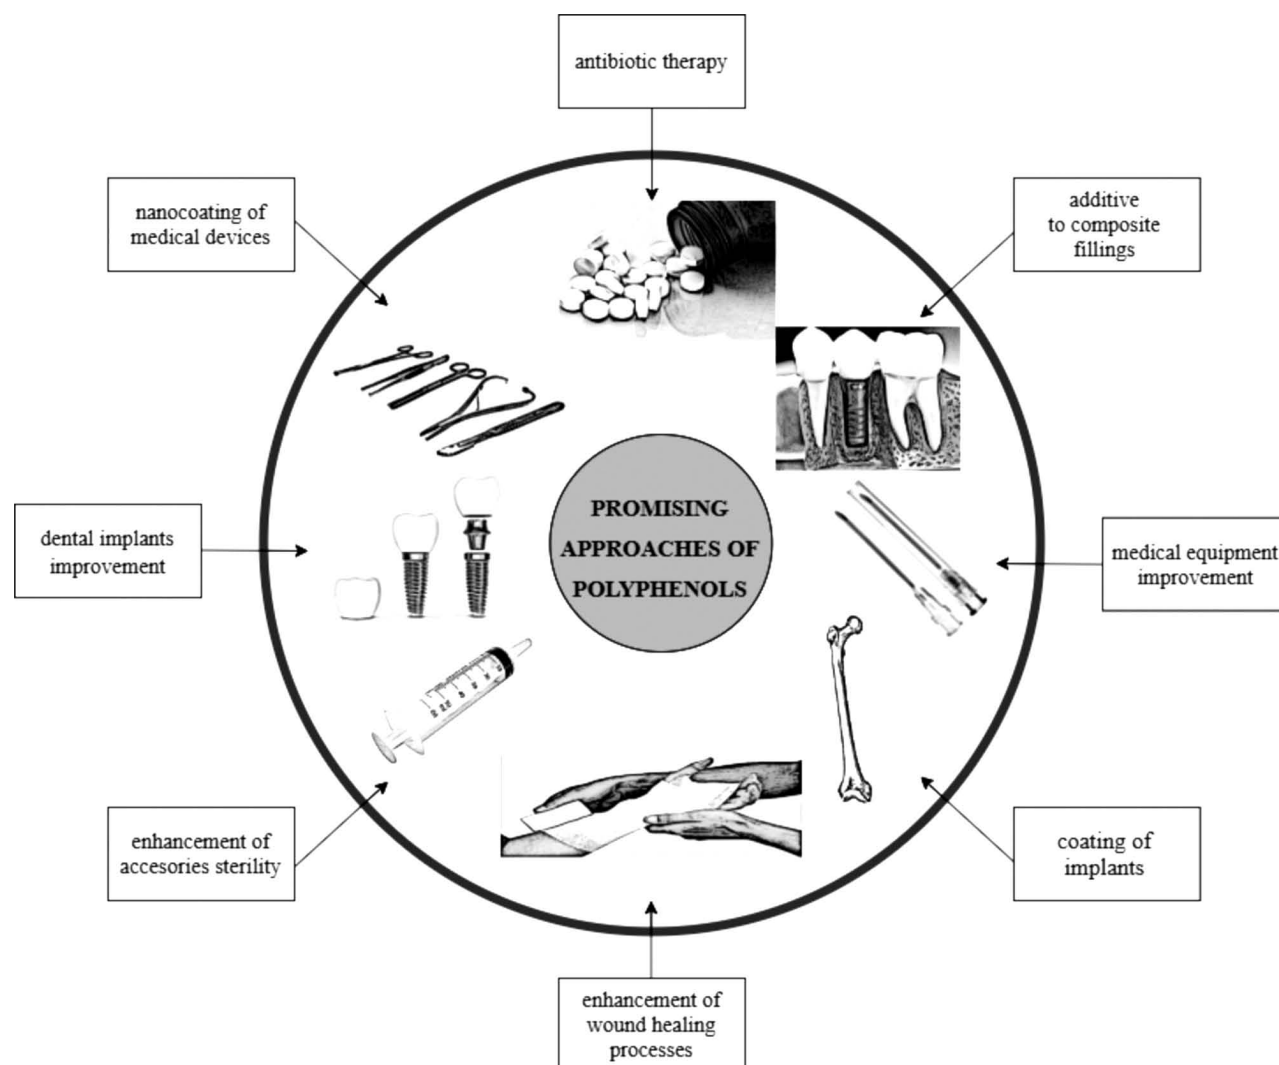 antibiotic therapy
nanocoating of
medical devices
additive
to composite
fillings
PROMISING
APPROACHES OF
POLYPHENOLS
dental implants
improvement
medical equipment
improvement
enhancement of
accesories sterility
coating of
implants
enhancement of
wound healing
processes